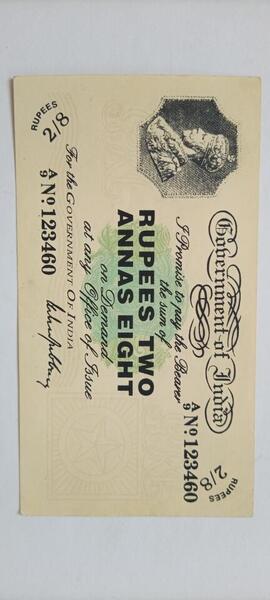 Government of India
RUPEES
2/8
A/9 No 123460
I Promise to pay the Bearer
the sum of
RUPEES TWO
ANNAS EIGHT
on Demand
at any Office of Issue
For the GOVERNMENT OF INDIA
RUPEES
2/8
A/9 No 123460